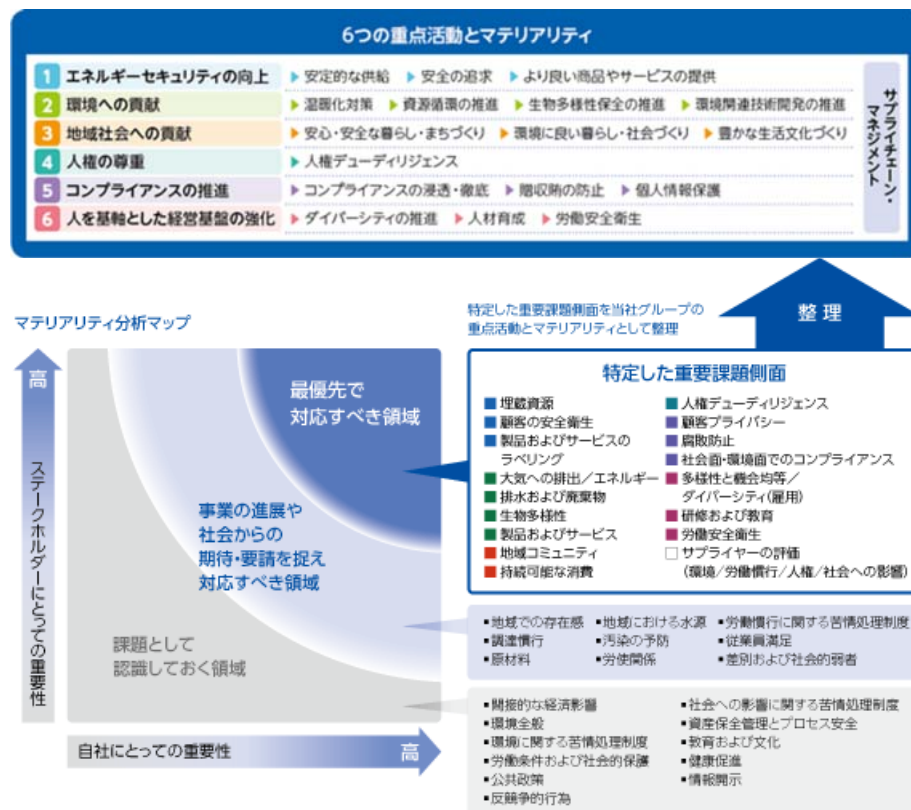 6つの重点活動とマテリアリティ
1 エネルギーセキュリティの向上 ▶安定的な供給 ▶安全の追求 ▶より良い商品やサービスの提供
2 環境への貢献 ▶温暖化対策 ▶資源循環の推進 ▶生物多様性保全の推進 ▶環境関連技術開発の推進
3 地域社会への貢献 ▶安心・安全な暮らし・まちづくり ▶環境に良い暮らし・社会づくり ▶豊かな生活文化づくり
4 人権の尊重 ▶人権デューディリジェンス
5 コンプライアンスの推進 ▶コンプライアンスの浸透・徹底 ▶贈収賄の防止 ▶個人情報保護
6 人を基軸とした経営基盤の強化 ▶ダイバーシティの推進 ▶人材育成 ▶労働安全衛生
サプライチェーン・
マネジメント
整理
特定した重要課題側面を当社グループの
重点活動とマテリアリティとして整理
マテリアリティ分析マップ
高
ステークホルダーにとっての重要性
最優先で
対応すべき領域
事業の進展や
社会からの
期待・要請を捉え
対応すべき領域
課題として
認識しておく領域
自社にとっての重要性 高
特定した重要課題側面
■埋蔵資源
■顧客の安全衛生
■製品およびサービスの
ラベリング
■大気への排出/エネルギー
■排水および廃棄物
■生物多様性
■製品およびサービス
■地域コミュニティ
■持続可能な消費
■人権デューディリジェンス
■顧客プライバシー
■腐敗防止
■社会面・環境面でのコンプライアンス
■多様性と機会均等/
ダイバーシティ(雇用)
■研修および教育
■労働安全衛生
□サプライヤーの評価
(環境/労働慣行/人権/社会への影響)
▪地域での存在感 ▪地域における水源 ▪労働慣行に関する苦情処理制度
▪調達慣行 ▪汚染の予防 ▪従業員満足
▪原材料 ▪労使関係 ▪差別および社会的弱者
▪間接的な経済影響
▪環境全般
▪環境に関する苦情処理制度
▪労働条件および社会的保護
▪公共政策
▪反競争的行為
▪社会への影響に関する苦情処理制度
▪資産保全管理とプロセス安全
▪教育および文化
▪健康促進
▪情報開示